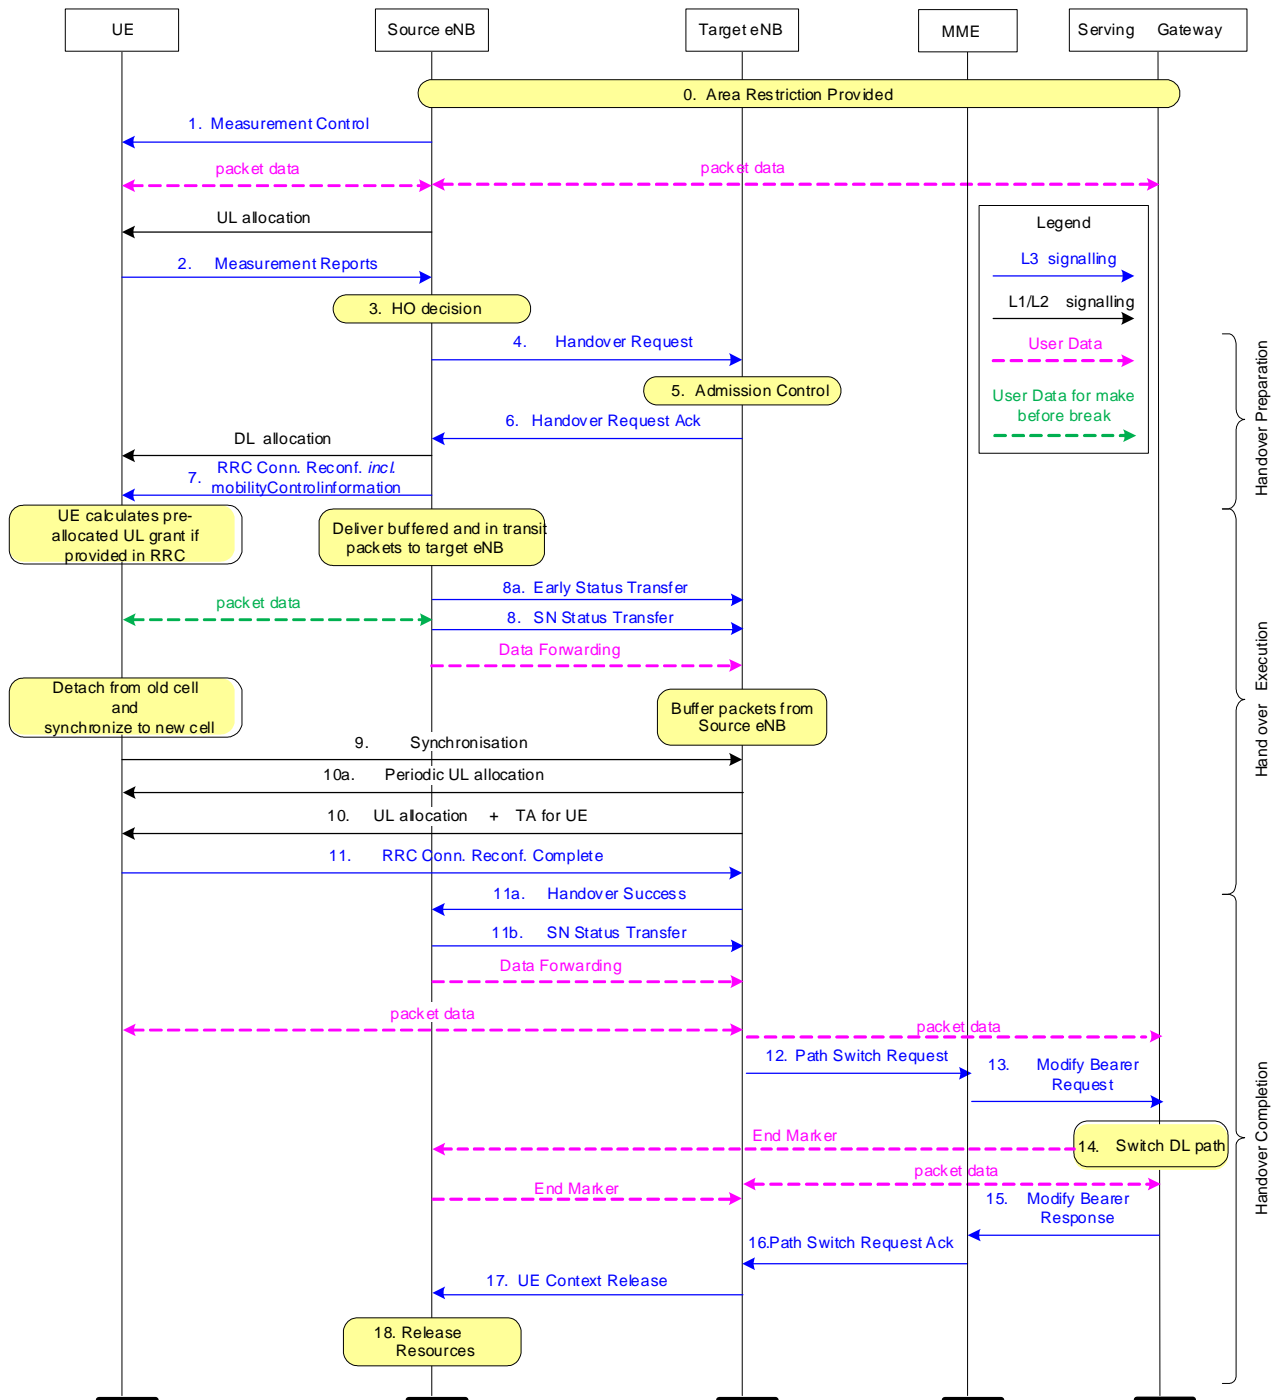 UE
Source eNB
Target eNB
MME
Serving Gateway
0. Area Restriction Provided
1. Measurement Control
packet data
packet data
UL allocation
Legend
2. Measurement Reports
L3 signalling
3. HO decision
L1/L2 signalling
4. Handover Request
User Data
5. Admission Control
User Data for make
before break
6. Handover Request Ack
DL allocation
7. RRC Conn. Reconf. incl.
mobilityControlinformation
Handover Preparation
UE calculates pre-
allocated UL grant if
provided in RRC
Deliver buffered and in transit
packets to target eNB
8a. Early Status Transfer
packet data
8. SN Status Transfer
Data Forwarding
Detach from old cell
and
synchronize to new cell
Buffer packets from
Source eNB
Hand over Execution
9. Synchronisation
10a. Periodic UL allocation
10. UL allocation + TA for UE
11. RRC Conn. Reconf. Complete
11a. Handover Success
11b. SN Status Transfer
Data Forwarding
packet data
packet data
12. Path Switch Request
13. Modify Bearer
Request
End Marker
14. Switch DL path
packet data
End Marker
15. Modify Bearer
Response
16.Path Switch Request Ack
17. UE Context Release
18. Release
Resources
Handover Completion